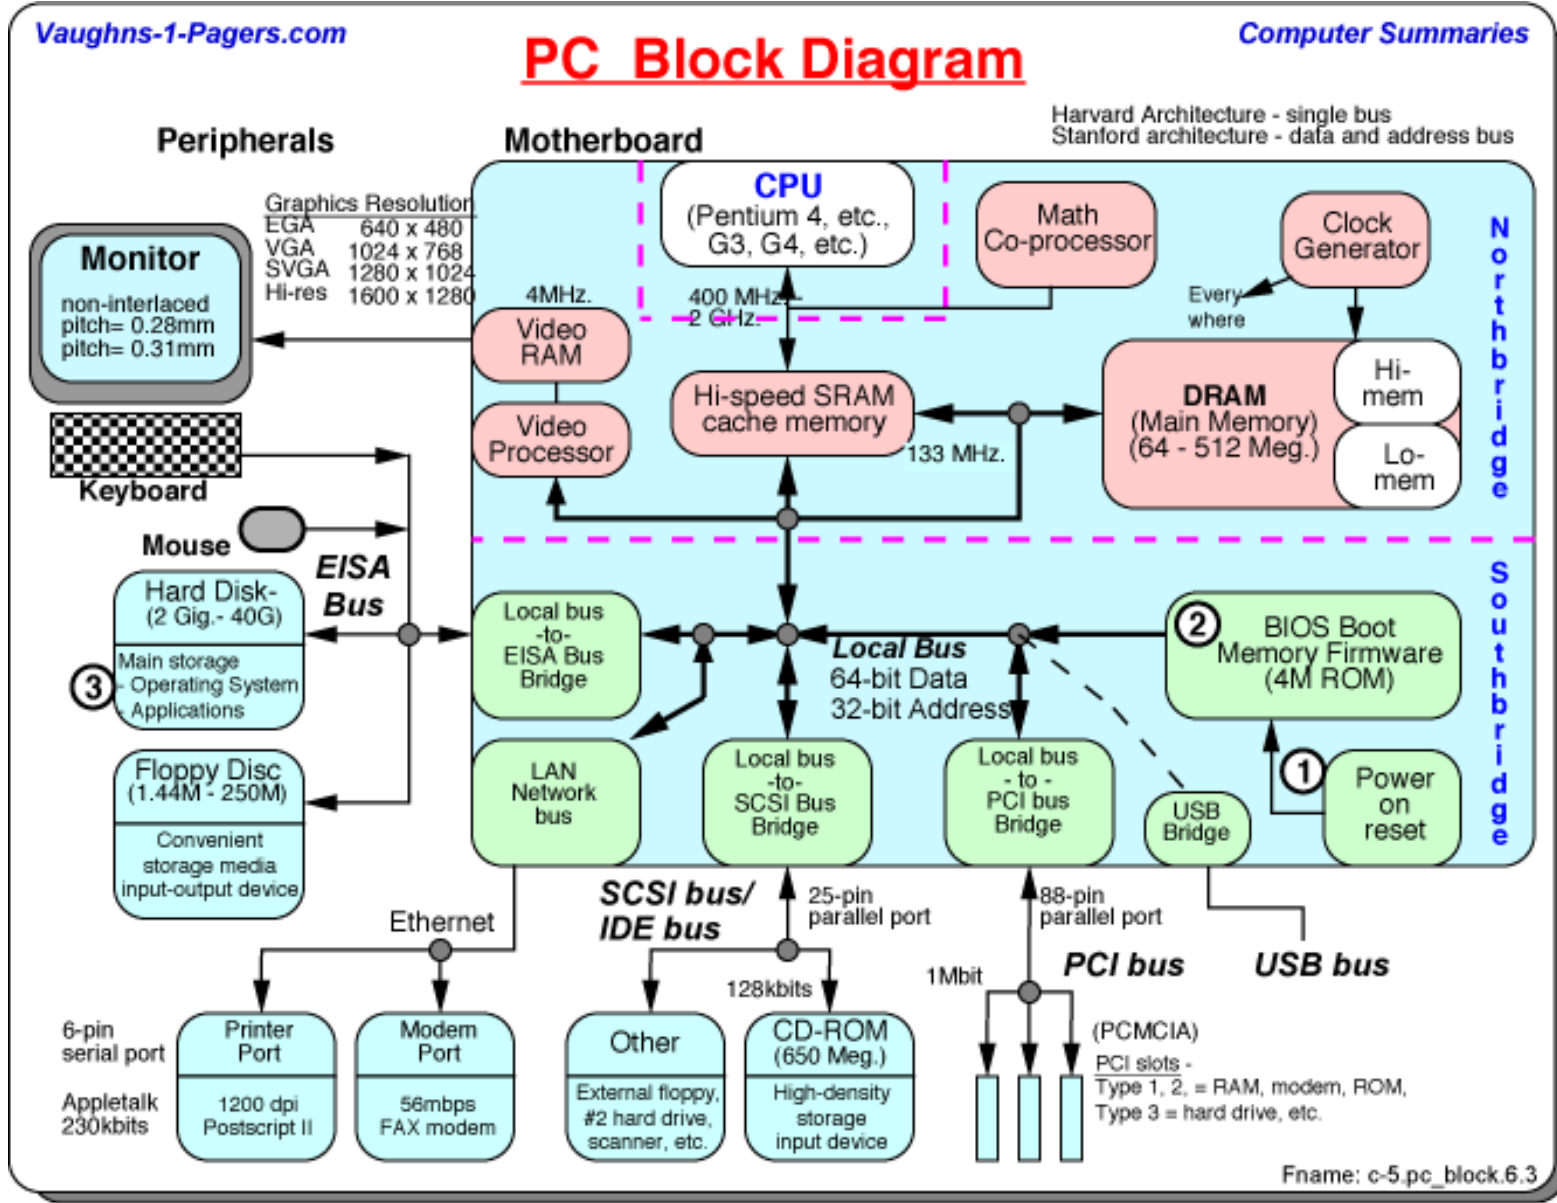 Vaughns-1-Pagers.com
Computer Summaries
PC Block Diagram
Harvard Architecture - single bus
Stanford architecture - data and address bus
Peripherals
Motherboard
Graphics Resolution
EGA 640 x 480
VGA 1024 x 768
SVGA 1280 x 1024
Hi-res 1600 x 1280
Monitor
non-interlaced
pitch= 0.28mm
pitch= 0.31mm
CPU
(Pentium 4, etc.,
G3, G4, etc.)
Math
Co-processor
Clock
Generator
Northbridge
4MHz.
400 MHz. -
2 GHz.
Every
where
Video
RAM
Video
Processor
Hi-speed SRAM
cache memory
133 MHz.
DRAM
(Main Memory)
(64 - 512 Meg.)
Hi-
mem
Lo-
mem
Keyboard
Mouse
EISA
Bus
Hard Disk-
(2 Gig.- 40G)
Main storage
- Operating System
- Applications
3
Floppy Disc
(1.44M - 250M)
Convenient
storage media
input-output device
Local bus
-to-
EISA Bus
Bridge
Local Bus
64-bit Data
32-bit Address
2
BIOS Boot
Memory Firmware
(4M ROM)
Southbridge
LAN
Network
bus
Local bus
-to-
SCSI Bus
Bridge
Local bus
- to -
PCI bus
Bridge
USB
Bridge
1
Power
on
reset
Ethernet
SCSI bus/
IDE bus
25-pin
parallel port
88-pin
parallel port
128kbits
1Mbit
PCI bus
USB bus
6-pin
serial port
Appletalk
230kbits
Printer
Port
1200 dpi
Postscript II
Modem
Port
56mbps
FAX modem
Other
External floppy,
#2 hard drive,
scanner, etc.
CD-ROM
(650 Meg.)
High-density
storage
input device
(PCMCIA)
PCI slots -
Type 1, 2, = RAM, modem, ROM,
Type 3 = hard drive, etc.
Fname: c-5.pc_block.6.3